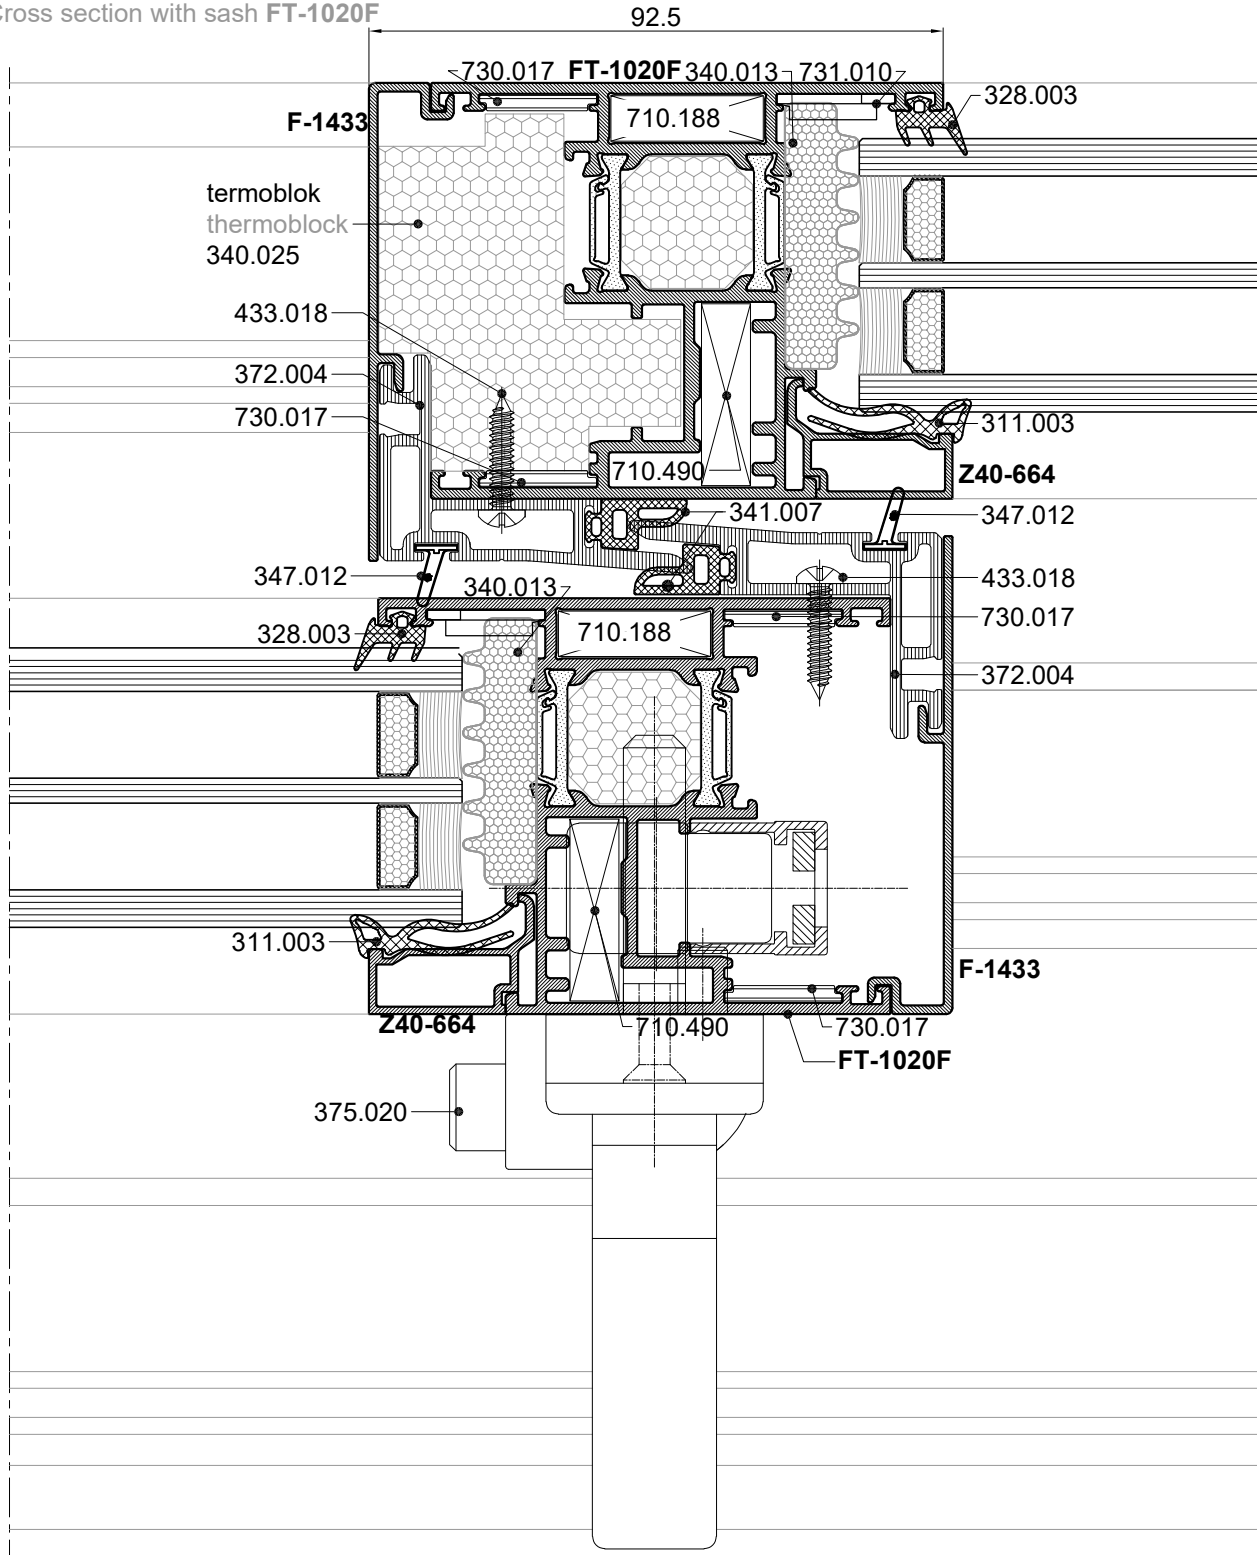 Cross section with sash FT-1020F
92.5
730.017
FT-1020F
340.013
731.010
328.003
F-1433
710.188
termoblok
thermoblock
340.025
433.018
372.004
730.017
311.003
710.490
Z40-664
341.007
347.012
347.012
340.013
433.018
328.003
710.188
730.017
372.004
311.003
F-1433
Z40-664
710.490
730.017
FT-1020F
375.020